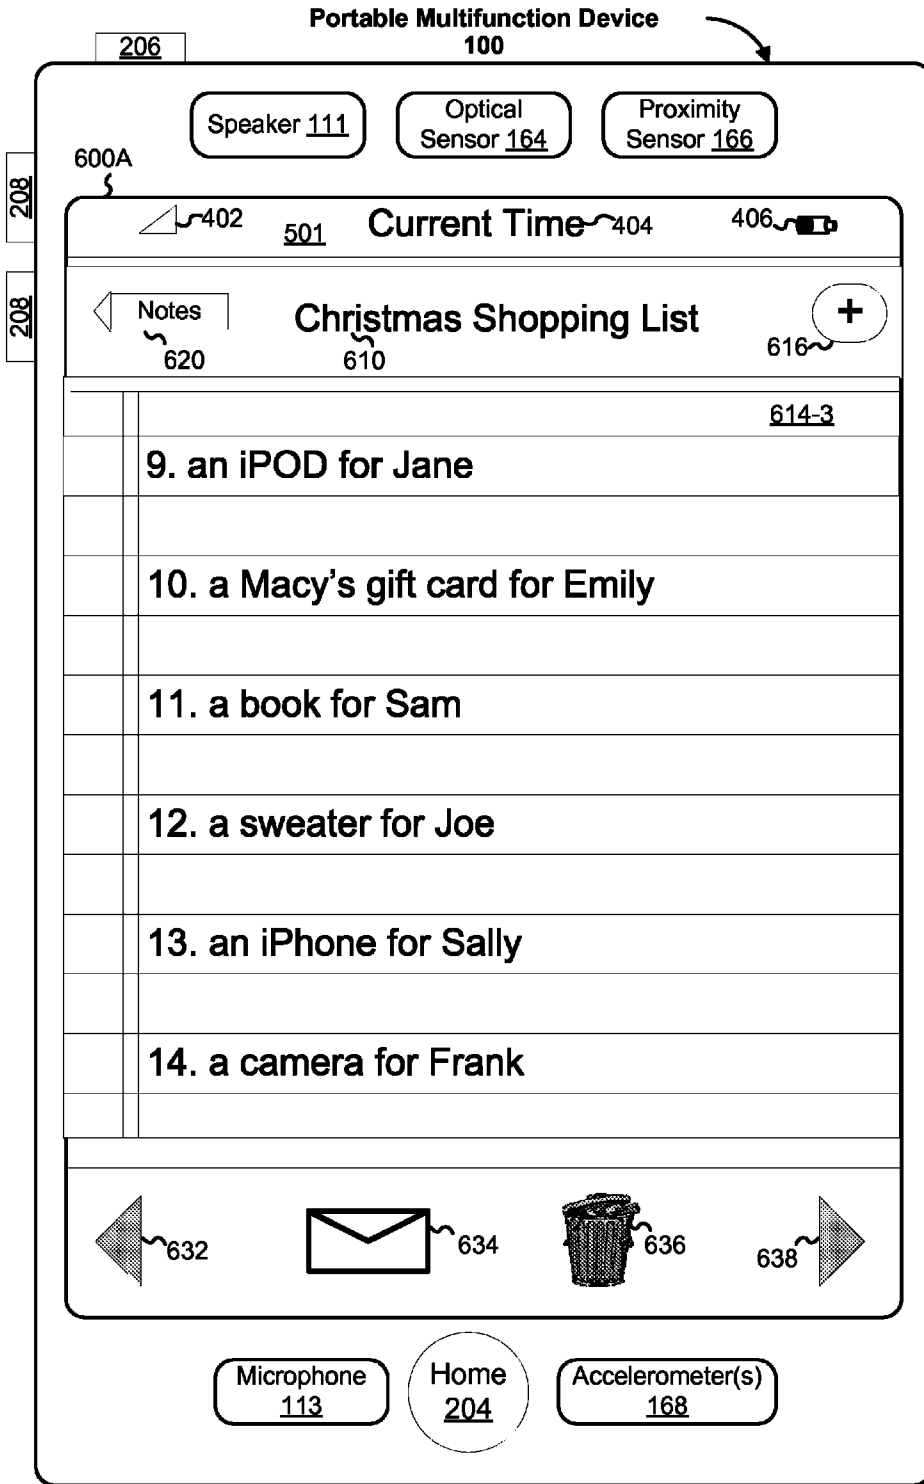 Portable Multifunction Device
100
206
Speaker 111
Optical
Sensor 164
Proximity
Sensor 166
600A
208
208
402
501
Current Time
404
406
Notes
620
Christmas Shopping List
610
+
616
614-3
9. an iPOD for Jane
10. a Macy's gift card for Emily
11. a book for Sam
12. a sweater for Joe
13. an iPhone for Sally
14. a camera for Frank
632
634
636
638
Microphone
113
Home
204
Accelerometer(s)
168